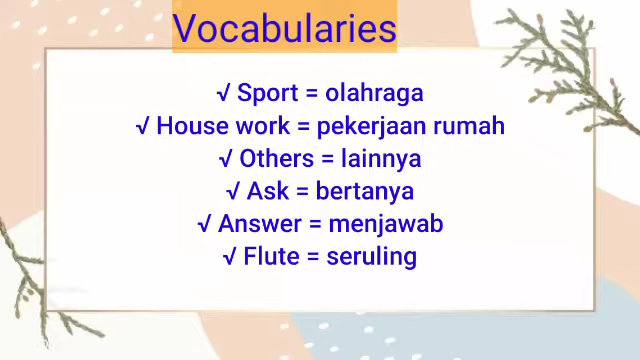 Vocabularies
√ Sport = olahraga
√ House work = pekerjaan rumah
√ Others = lainnya
√ Ask = bertanya
√ Answer = menjawab
√ Flute = seruling